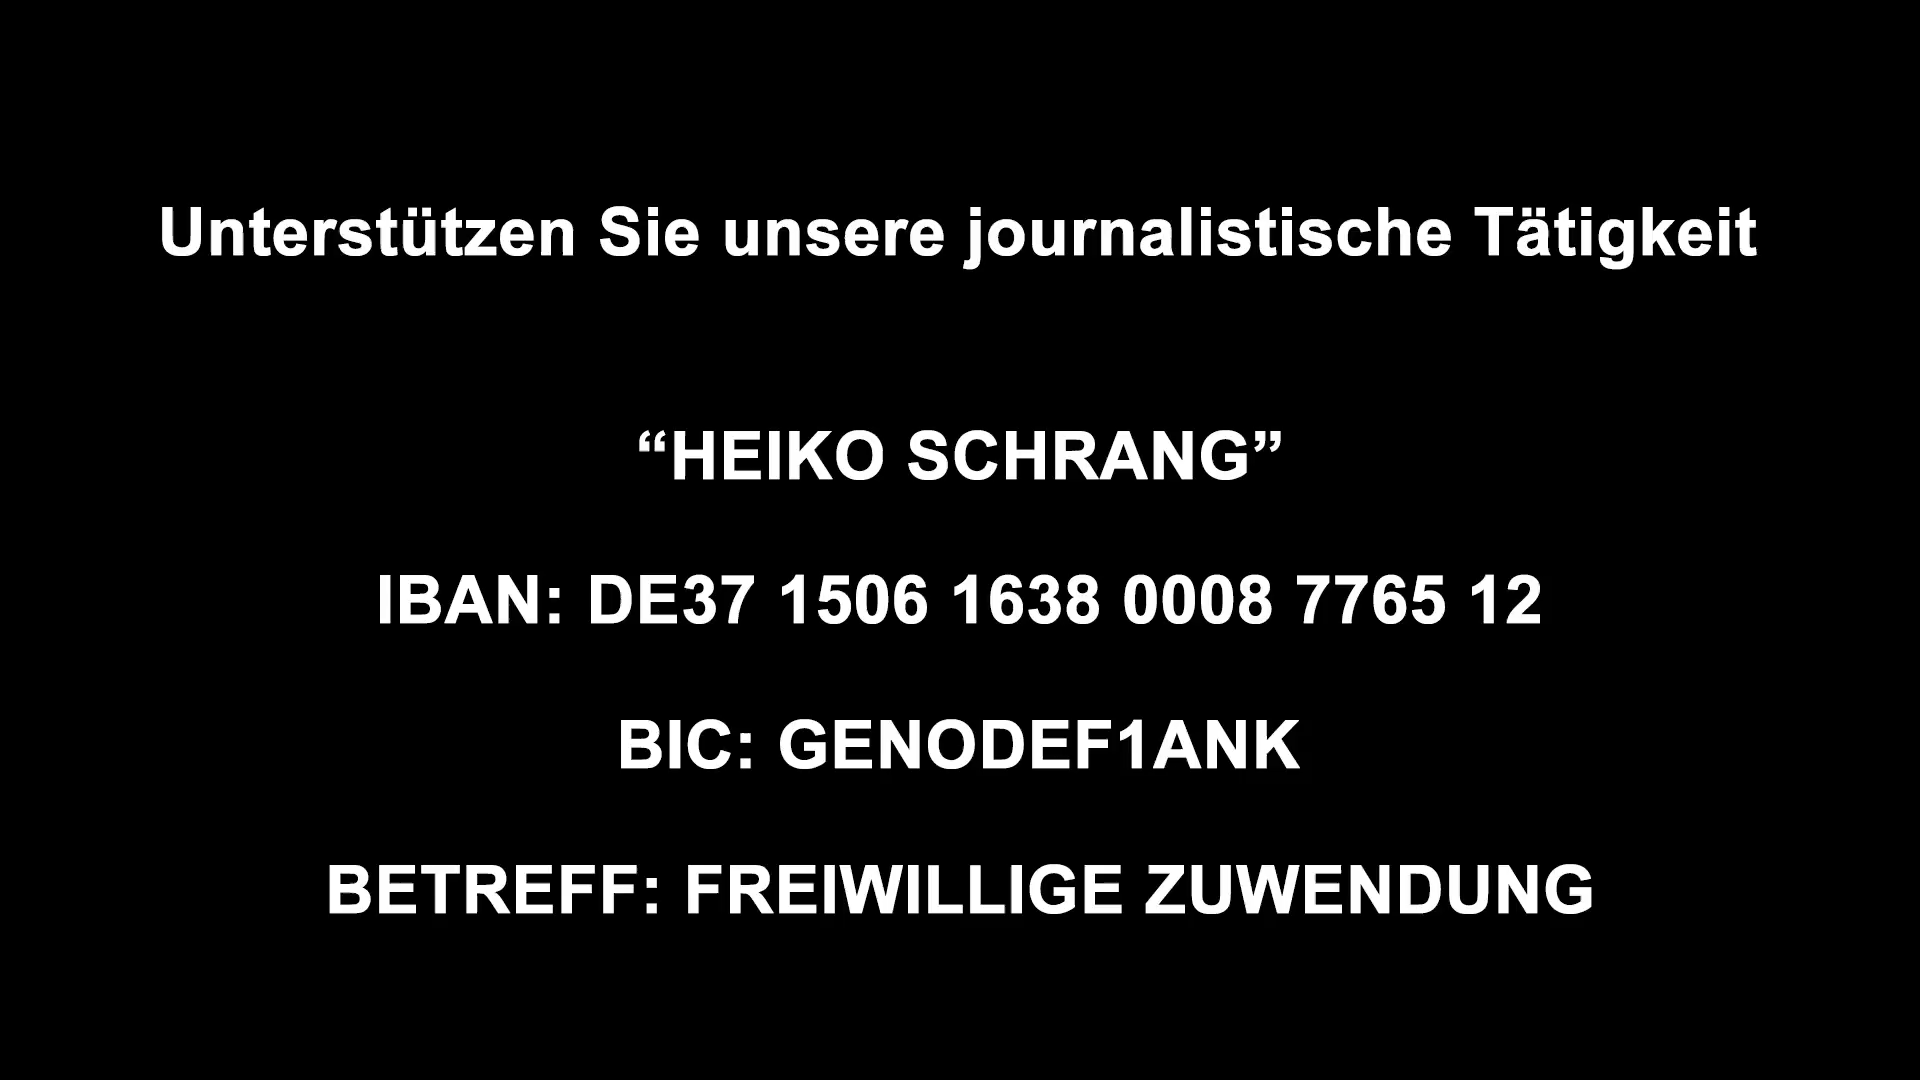 Unterstützen Sie unsere journalistische Tätigkeit
“HEIKO SCHRANG”
IBAN: DE37 1506 1638 0008 7765 12
BIC: GENODEF1ANK
BETREFF: FREIWILLIGE ZUWENDUNG